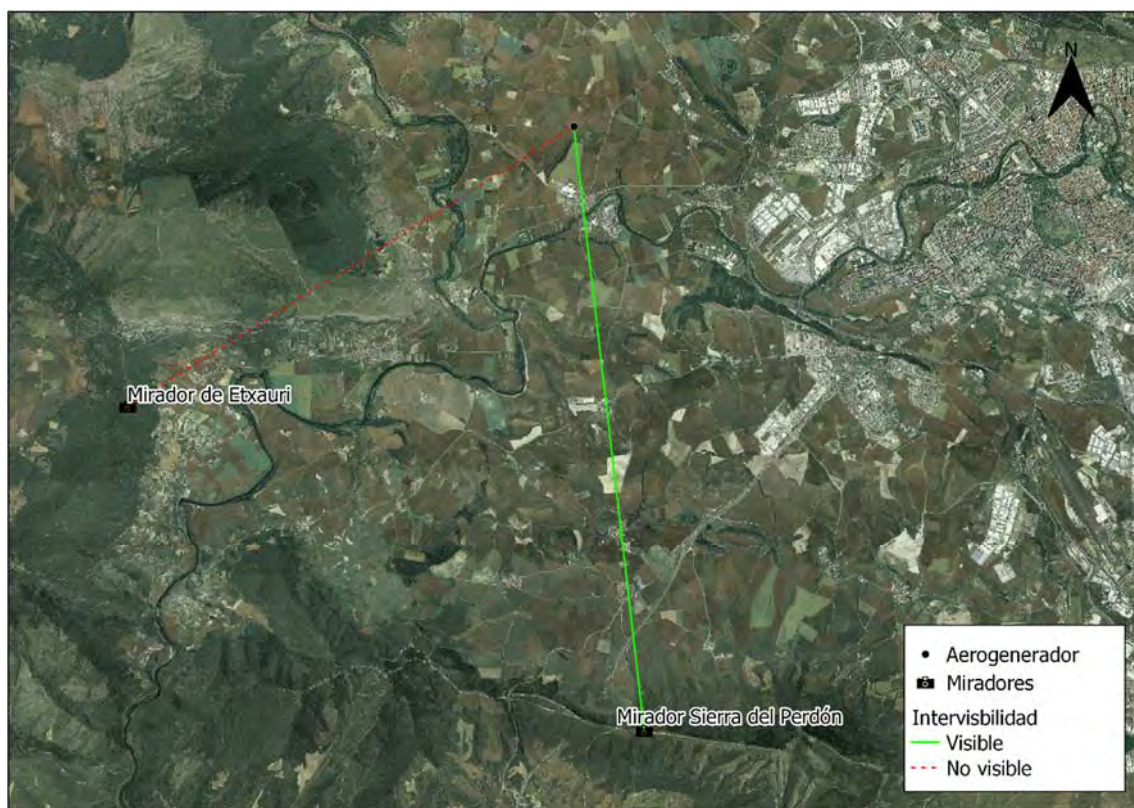 N
Mirador de Etxauri
Mirador Sierra del Perdón
Aerogenerador
Miradores
Intervisbilidad
Visible
No visible